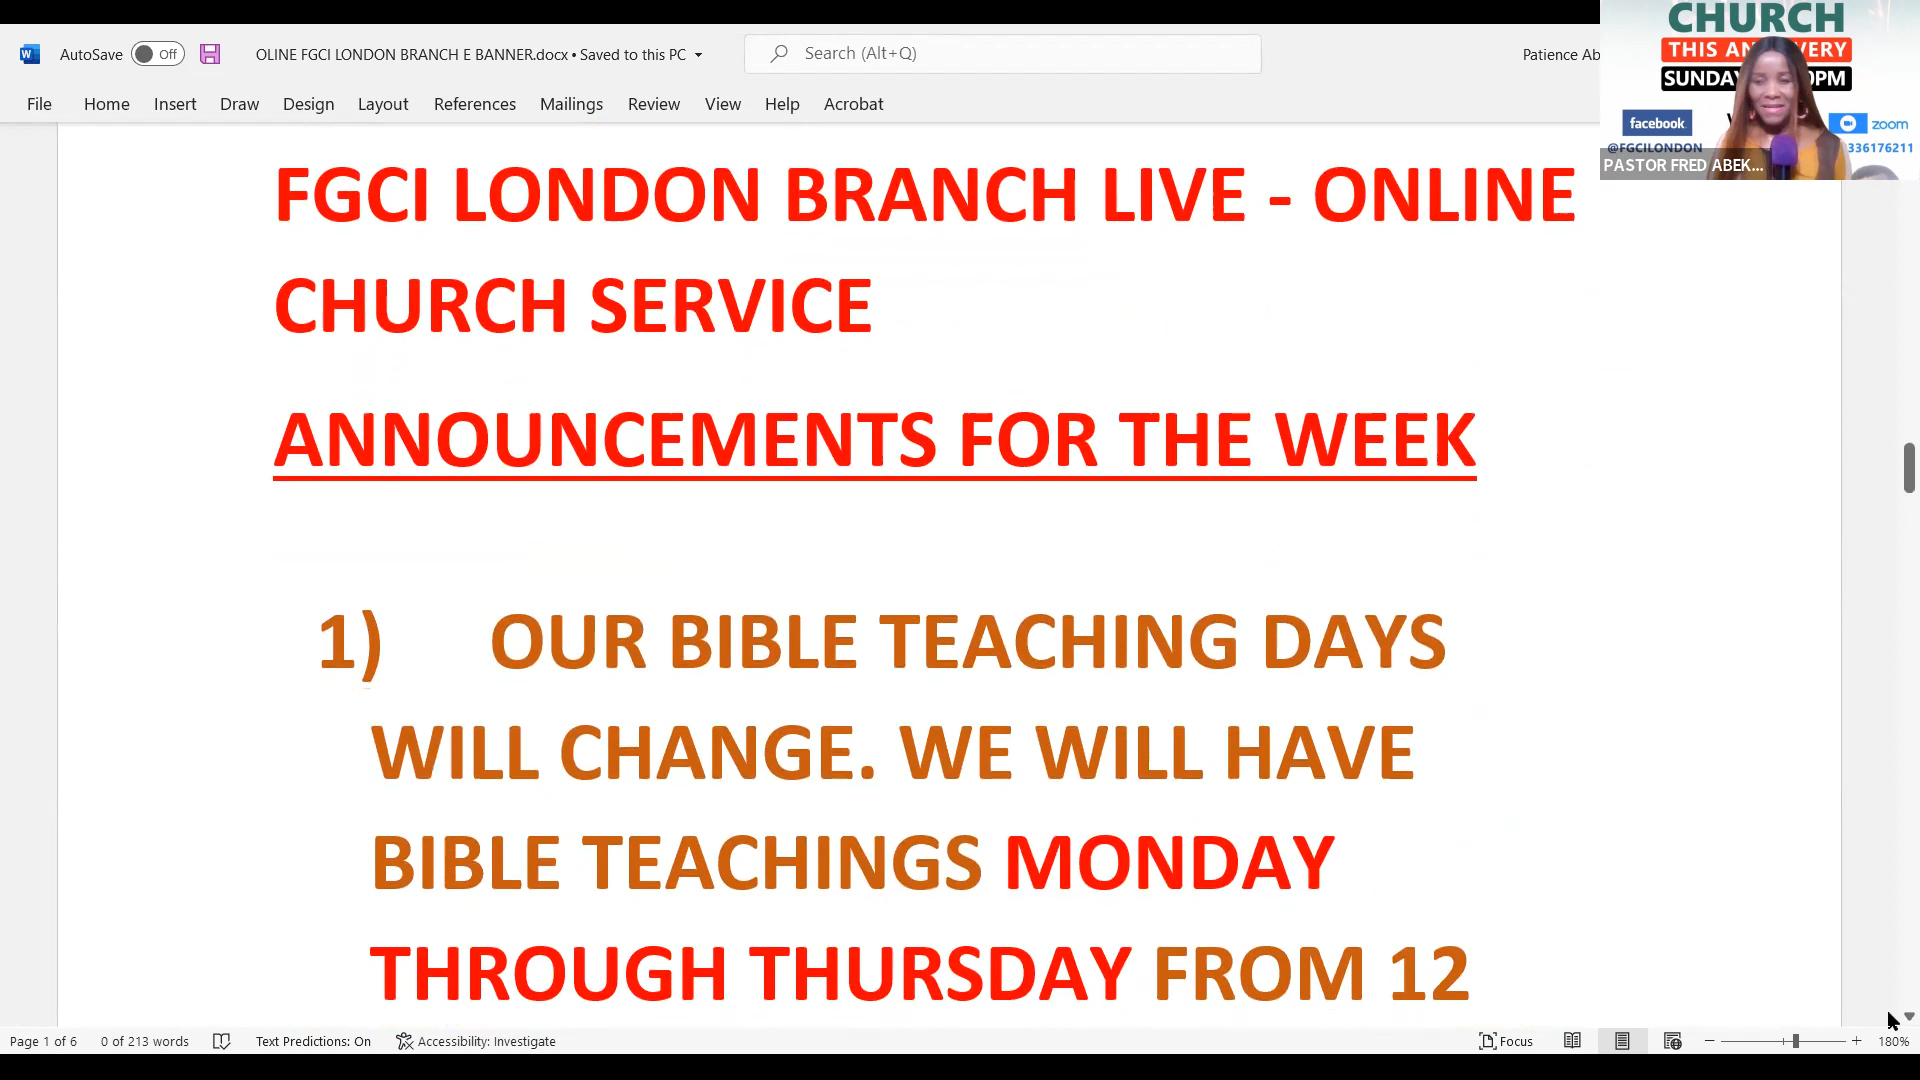 CHURCH
AutoSave Off OLINE FGCI LONDON BRANCH E BANNER.docx • Saved to this PC Search (Alt+Q) Patience Ab
File Home Insert Draw Design Layout References Mailings Review View Help Acrobat
THIS AN VERY
SUNDAY PM
facebook zoom
@FGCILONDON 336176211
PASTOR FRED ABEK...
FGCI LONDON BRANCH LIVE - ONLINE
CHURCH SERVICE
ANNOUNCEMENTS FOR THE WEEK
1) OUR BIBLE TEACHING DAYS
WILL CHANGE. WE WILL HAVE
BIBLE TEACHINGS MONDAY
THROUGH THURSDAY FROM 12
Page 1 of 6 0 of 213 words Text Predictions: On Accessibility: Investigate Focus 180%